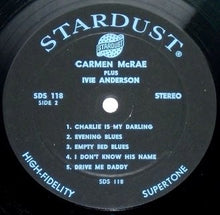 STARDUST®
STARDUST
CARMEN McRAE
PLUS
IVIE ANDERSON
SDS 118 STEREO
SIDE 2
1. CHARLIE IS MY DARLING
2. EVENING BLUES
3. EMPTY BED BLUES
4. I DON'T KNOW HIS NAME
5. DRIVE ME DADDY
SDS 118
HIGH-FIDELITY SUPERTONE